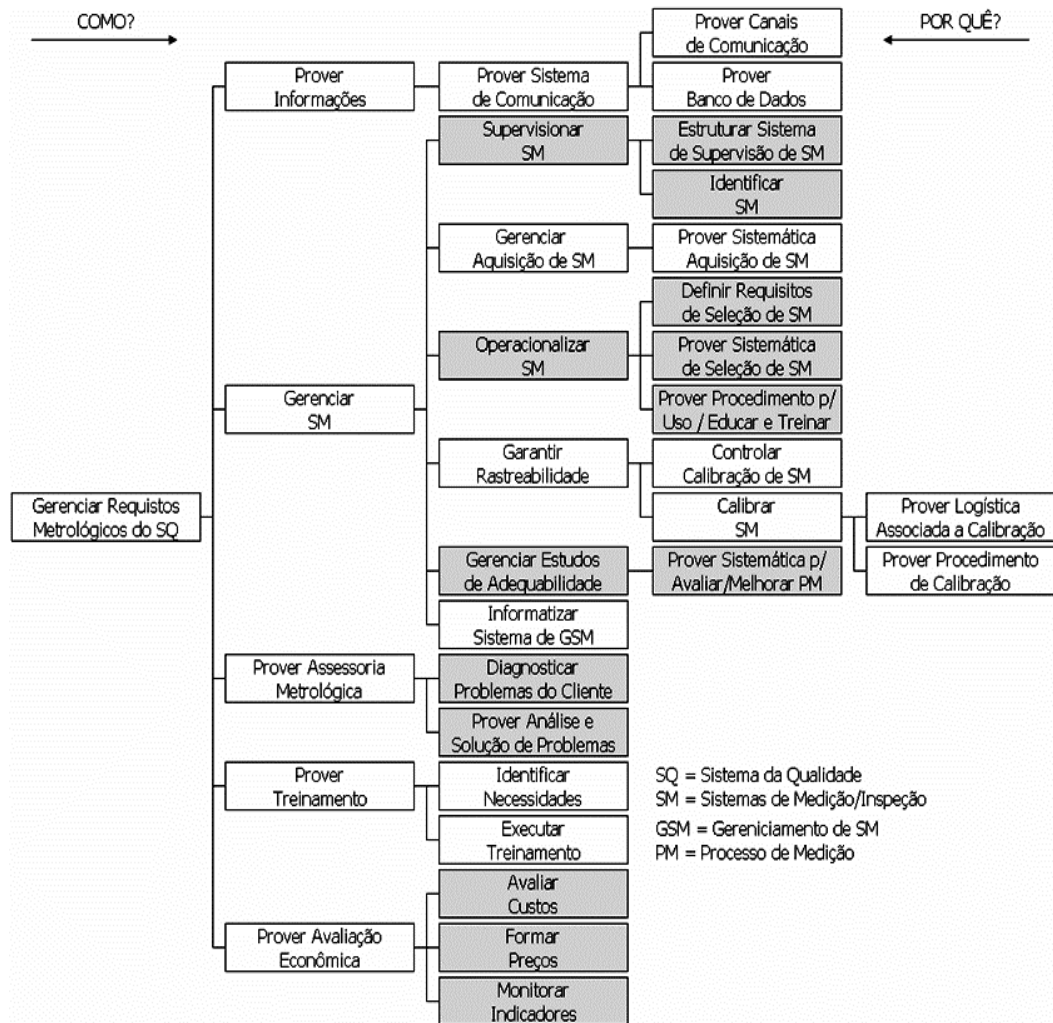 COMO?
POR QUÊ?
Prover Canais
de Comunicação
Prover
Informações
Prover Sistema
de Comunicação
Prover
Banco de Dados
Supervisionar
SM
Estruturar Sistema
de Supervisão de SM
Identificar
SM
Gerenciar
Aquisição de SM
Prover Sistemática
Aquisição de SM
Definir Requisitos
de Seleção de SM
Operacionalizar
SM
Prover Sistemática
de Seleção de SM
Gerenciar
SM
Prover Procedimento p/
Uso / Educar e Treinar
Garantir
Rastreabilidade
Controlar
Calibração de SM
Gerenciar Requistos
Metrológicos do SQ
Calibrar
SM
Prover Logística
Associada a Calibração
Gerenciar Estudos
de Adequabilidade
Prover Sistemática p/
Avaliar/Melhorar PM
Prover Procedimento
de Calibração
Informatizar
Sistema de GSM
Prover Assessoria
Metrológica
Diagnosticar
Problemas do Cliente
Prover Análise e
Solução de Problemas
Prover
Treinamento
Identificar
Necessidades
SQ = Sistema da Qualidade
SM = Sistemas de Medição/Inspeção
GSM = Gereniciamento de SM
PM = Processo de Medição
Executar
Treinamento
Avaliar
Custos
Prover Avaliação
Econômica
Formar
Preços
Monitorar
Indicadores